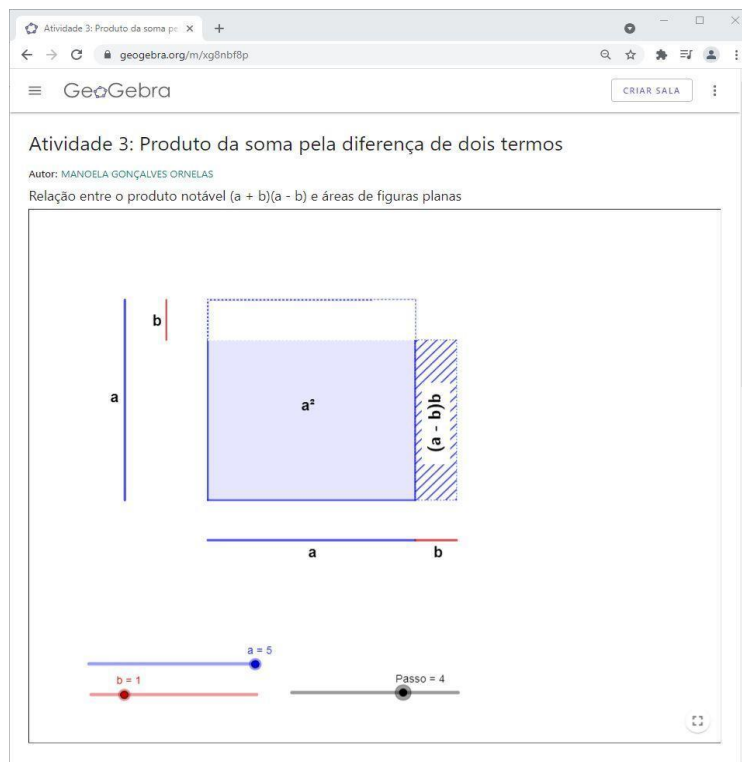 Atividade 3: Produto da soma pe
geogebra.org/m/xg8nbf8p
GeoGebra
CRIAR SALA
Atividade 3: Produto da soma pela diferença de dois termos
Autor: MANOELA GONÇALVES ORNELAS
Relação entre o produto notável (a + b)(a - b) e áreas de figuras planas
b
a
a²
(a - b)b
a
b
a = 5
b = 1
Passo = 4